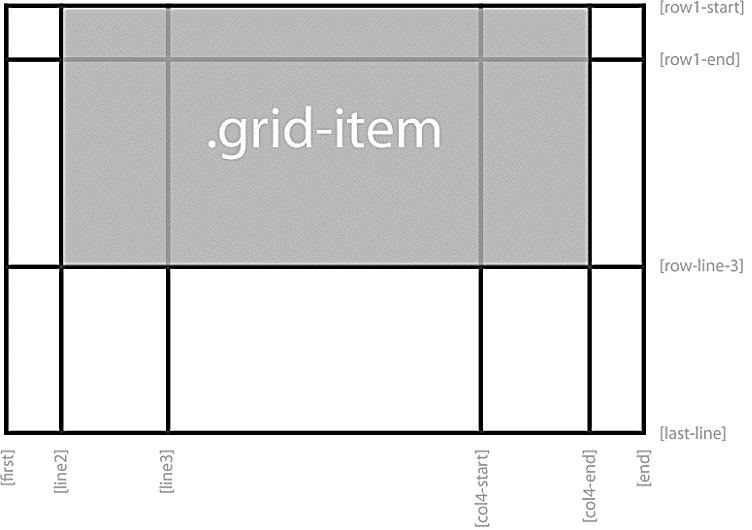 [row1-start]
[row1-end]
.grid-item
[row-line-3]
[last-line]
[first]
[line2]
[line3]
[col4-start]
[col4-end]
[end]